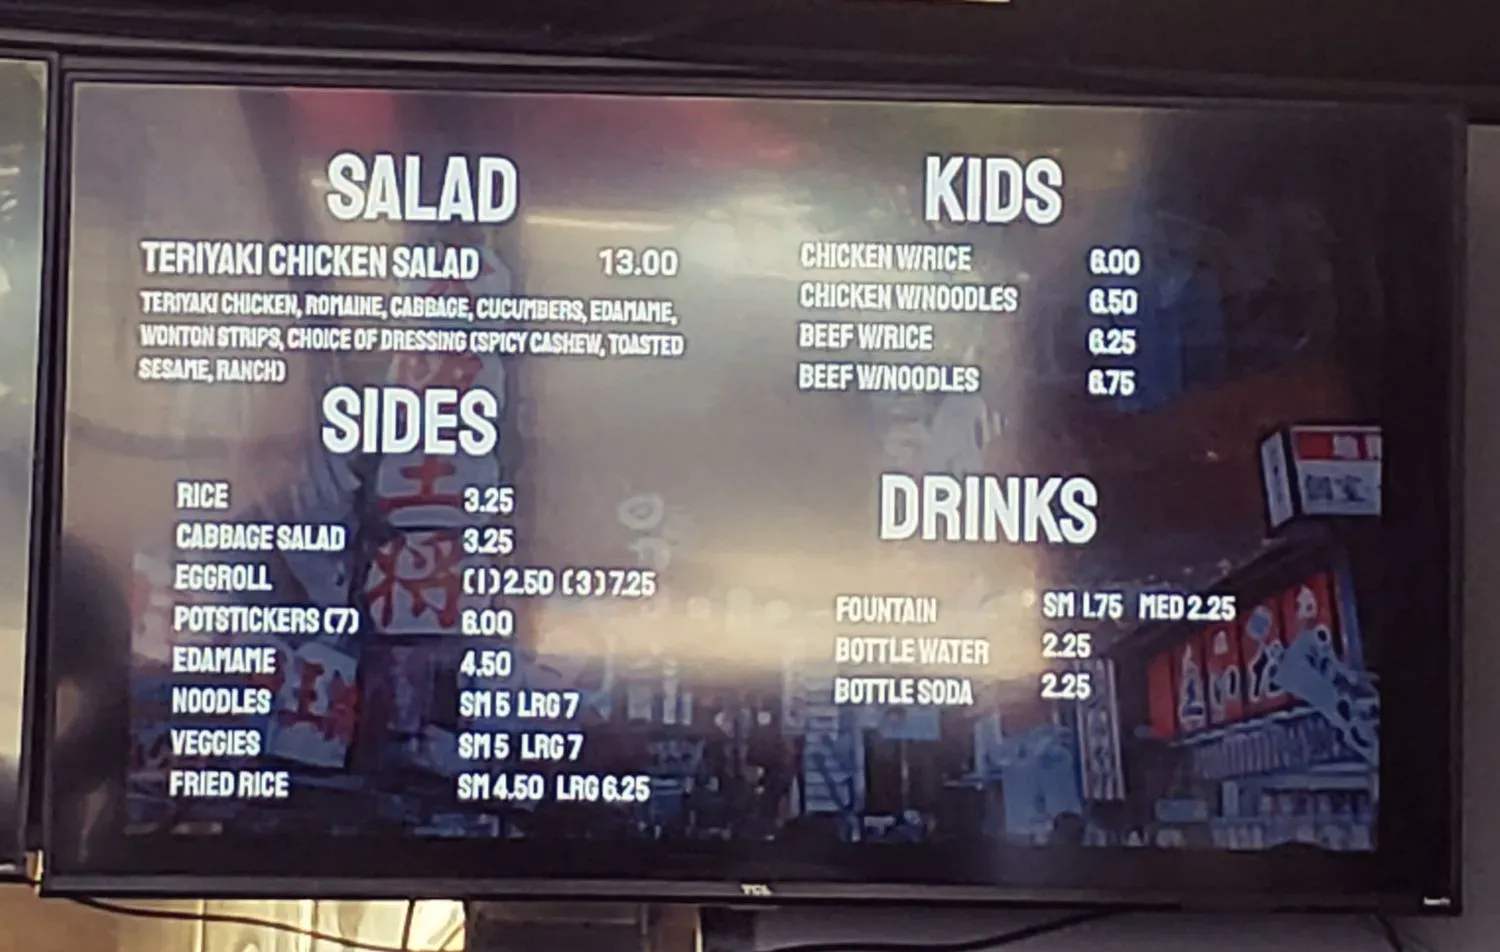 SALAD
TERIYAKI CHICKEN SALAD 13.00
TERIYAKI CHICKEN, ROMAINE, CABBAGE, CUCUMBERS, EDAMAME,
WONTON STRIPS, CHOICE OF DRESSING (SPICY CASHEW, TOASTED
SESAME, RANCH)
SIDES
RICE 3.25
CABBAGE SALAD 3.25
EGGROLL (1) 2.50 (3) 7.25
POTSTICKERS (7) 6.00
EDAMAME 4.50
NOODLES SM 5 LRG 7
VEGGIES SM 5 LRG 7
FRIED RICE SM 4.50 LRG 6.25
KIDS
CHICKEN W/RICE 6.00
CHICKEN W/NOODLES 6.50
BEEF W/RICE 6.25
BEEF W/NOODLES 6.75
DRINKS
FOUNTAIN SM 1.75 MED 2.25
BOTTLE WATER 2.25
BOTTLE SODA 2.25
王将
TCL